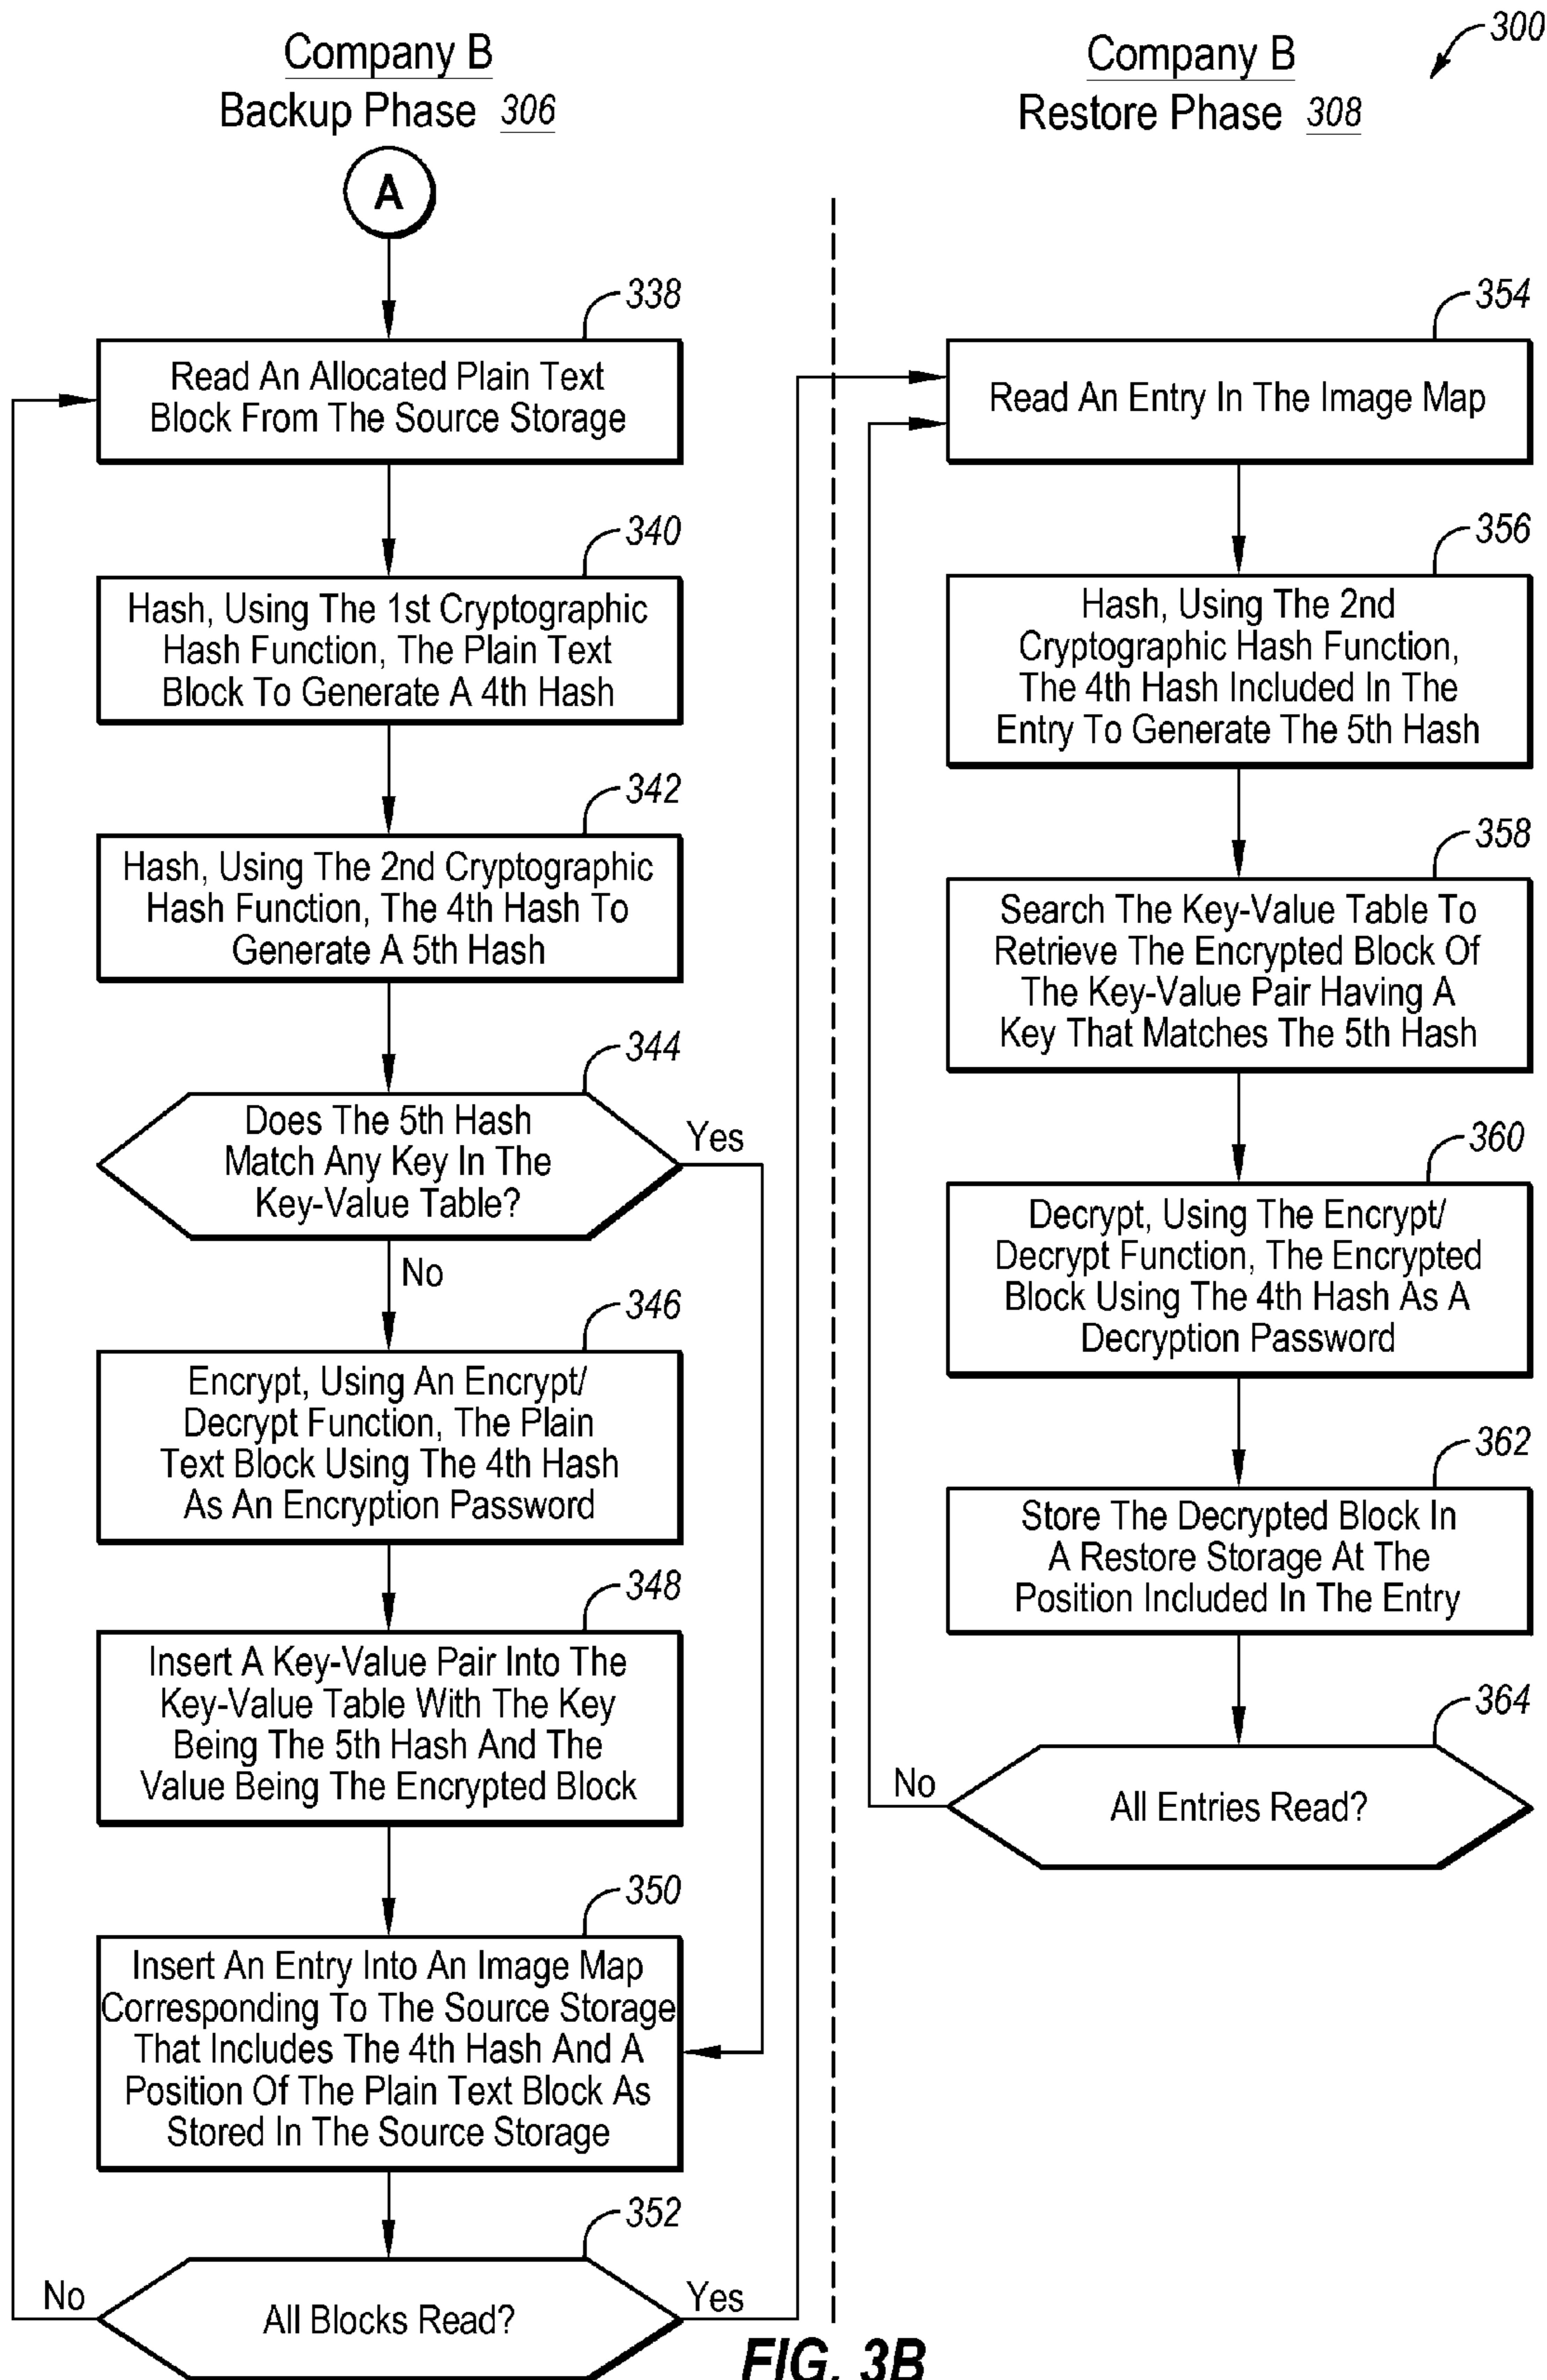 300
Company B
Backup Phase 306
A
338
Read An Allocated Plain Text
Block From The Source Storage
340
Hash, Using The 1st Cryptographic
Hash Function, The Plain Text
Block To Generate A 4th Hash
342
Hash, Using The 2nd Cryptographic
Hash Function, The 4th Hash To
Generate A 5th Hash
344
Does The 5th Hash
Match Any Key In The
Key-Value Table?
Yes
No
346
Encrypt, Using An Encrypt/
Decrypt Function, The Plain
Text Block Using The 4th Hash
As An Encryption Password
348
Insert A Key-Value Pair Into The
Key-Value Table With The Key
Being The 5th Hash And The
Value Being The Encrypted Block
350
Insert An Entry Into An Image Map
Corresponding To The Source Storage
That Includes The 4th Hash And A
Position Of The Plain Text Block As
Stored In The Source Storage
352
No
All Blocks Read?
Yes
Company B
Restore Phase 308
354
Read An Entry In The Image Map
356
Hash, Using The 2nd
Cryptographic Hash Function,
The 4th Hash Included In The
Entry To Generate The 5th Hash
358
Search The Key-Value Table To
Retrieve The Encrypted Block Of
The Key-Value Pair Having A
Key That Matches The 5th Hash
360
Decrypt, Using The Encrypt/
Decrypt Function, The Encrypted
Block Using The 4th Hash As A
Decryption Password
362
Store The Decrypted Block In
A Restore Storage At The
Position Included In The Entry
364
No
All Entries Read?
FIG. 3B